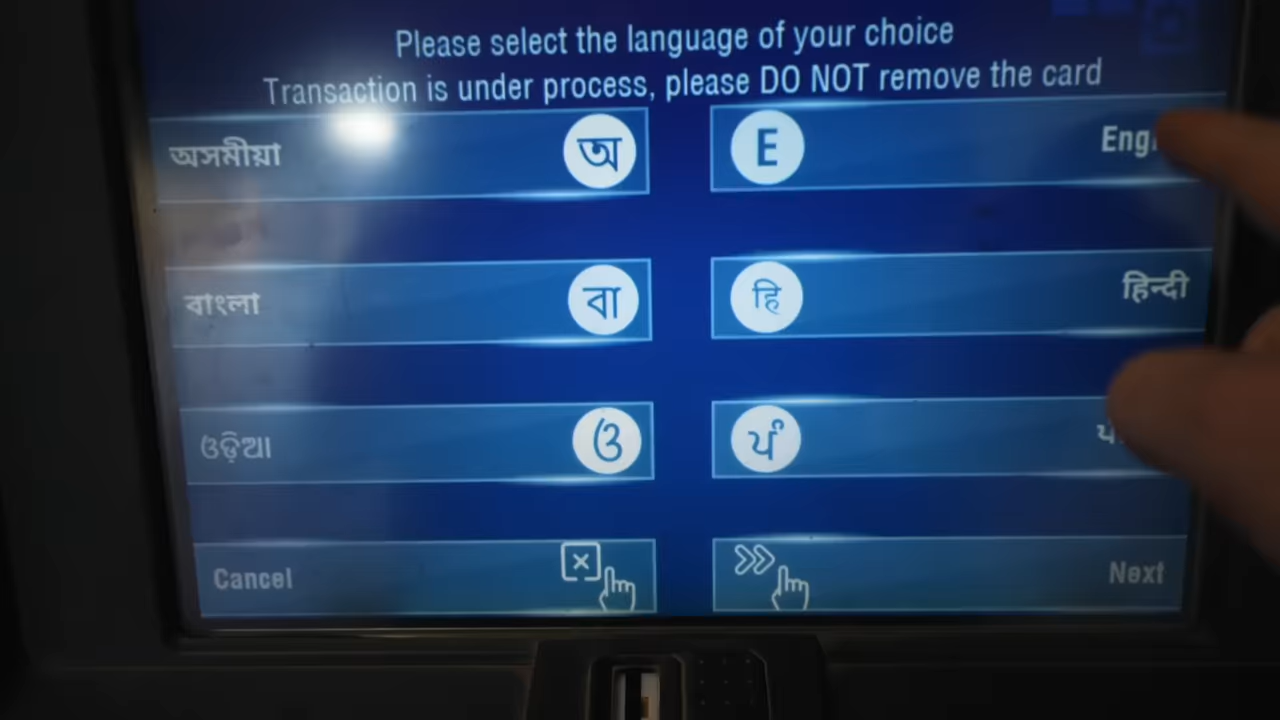 Please select the language of your choice
Transaction is under process, please DO NOT remove the card
অসমীয়া অ
E
বাংলা বা
हि हिन्दी
ଓଡ଼ିଆ ଓ
ਪੰ
Cancel
Next